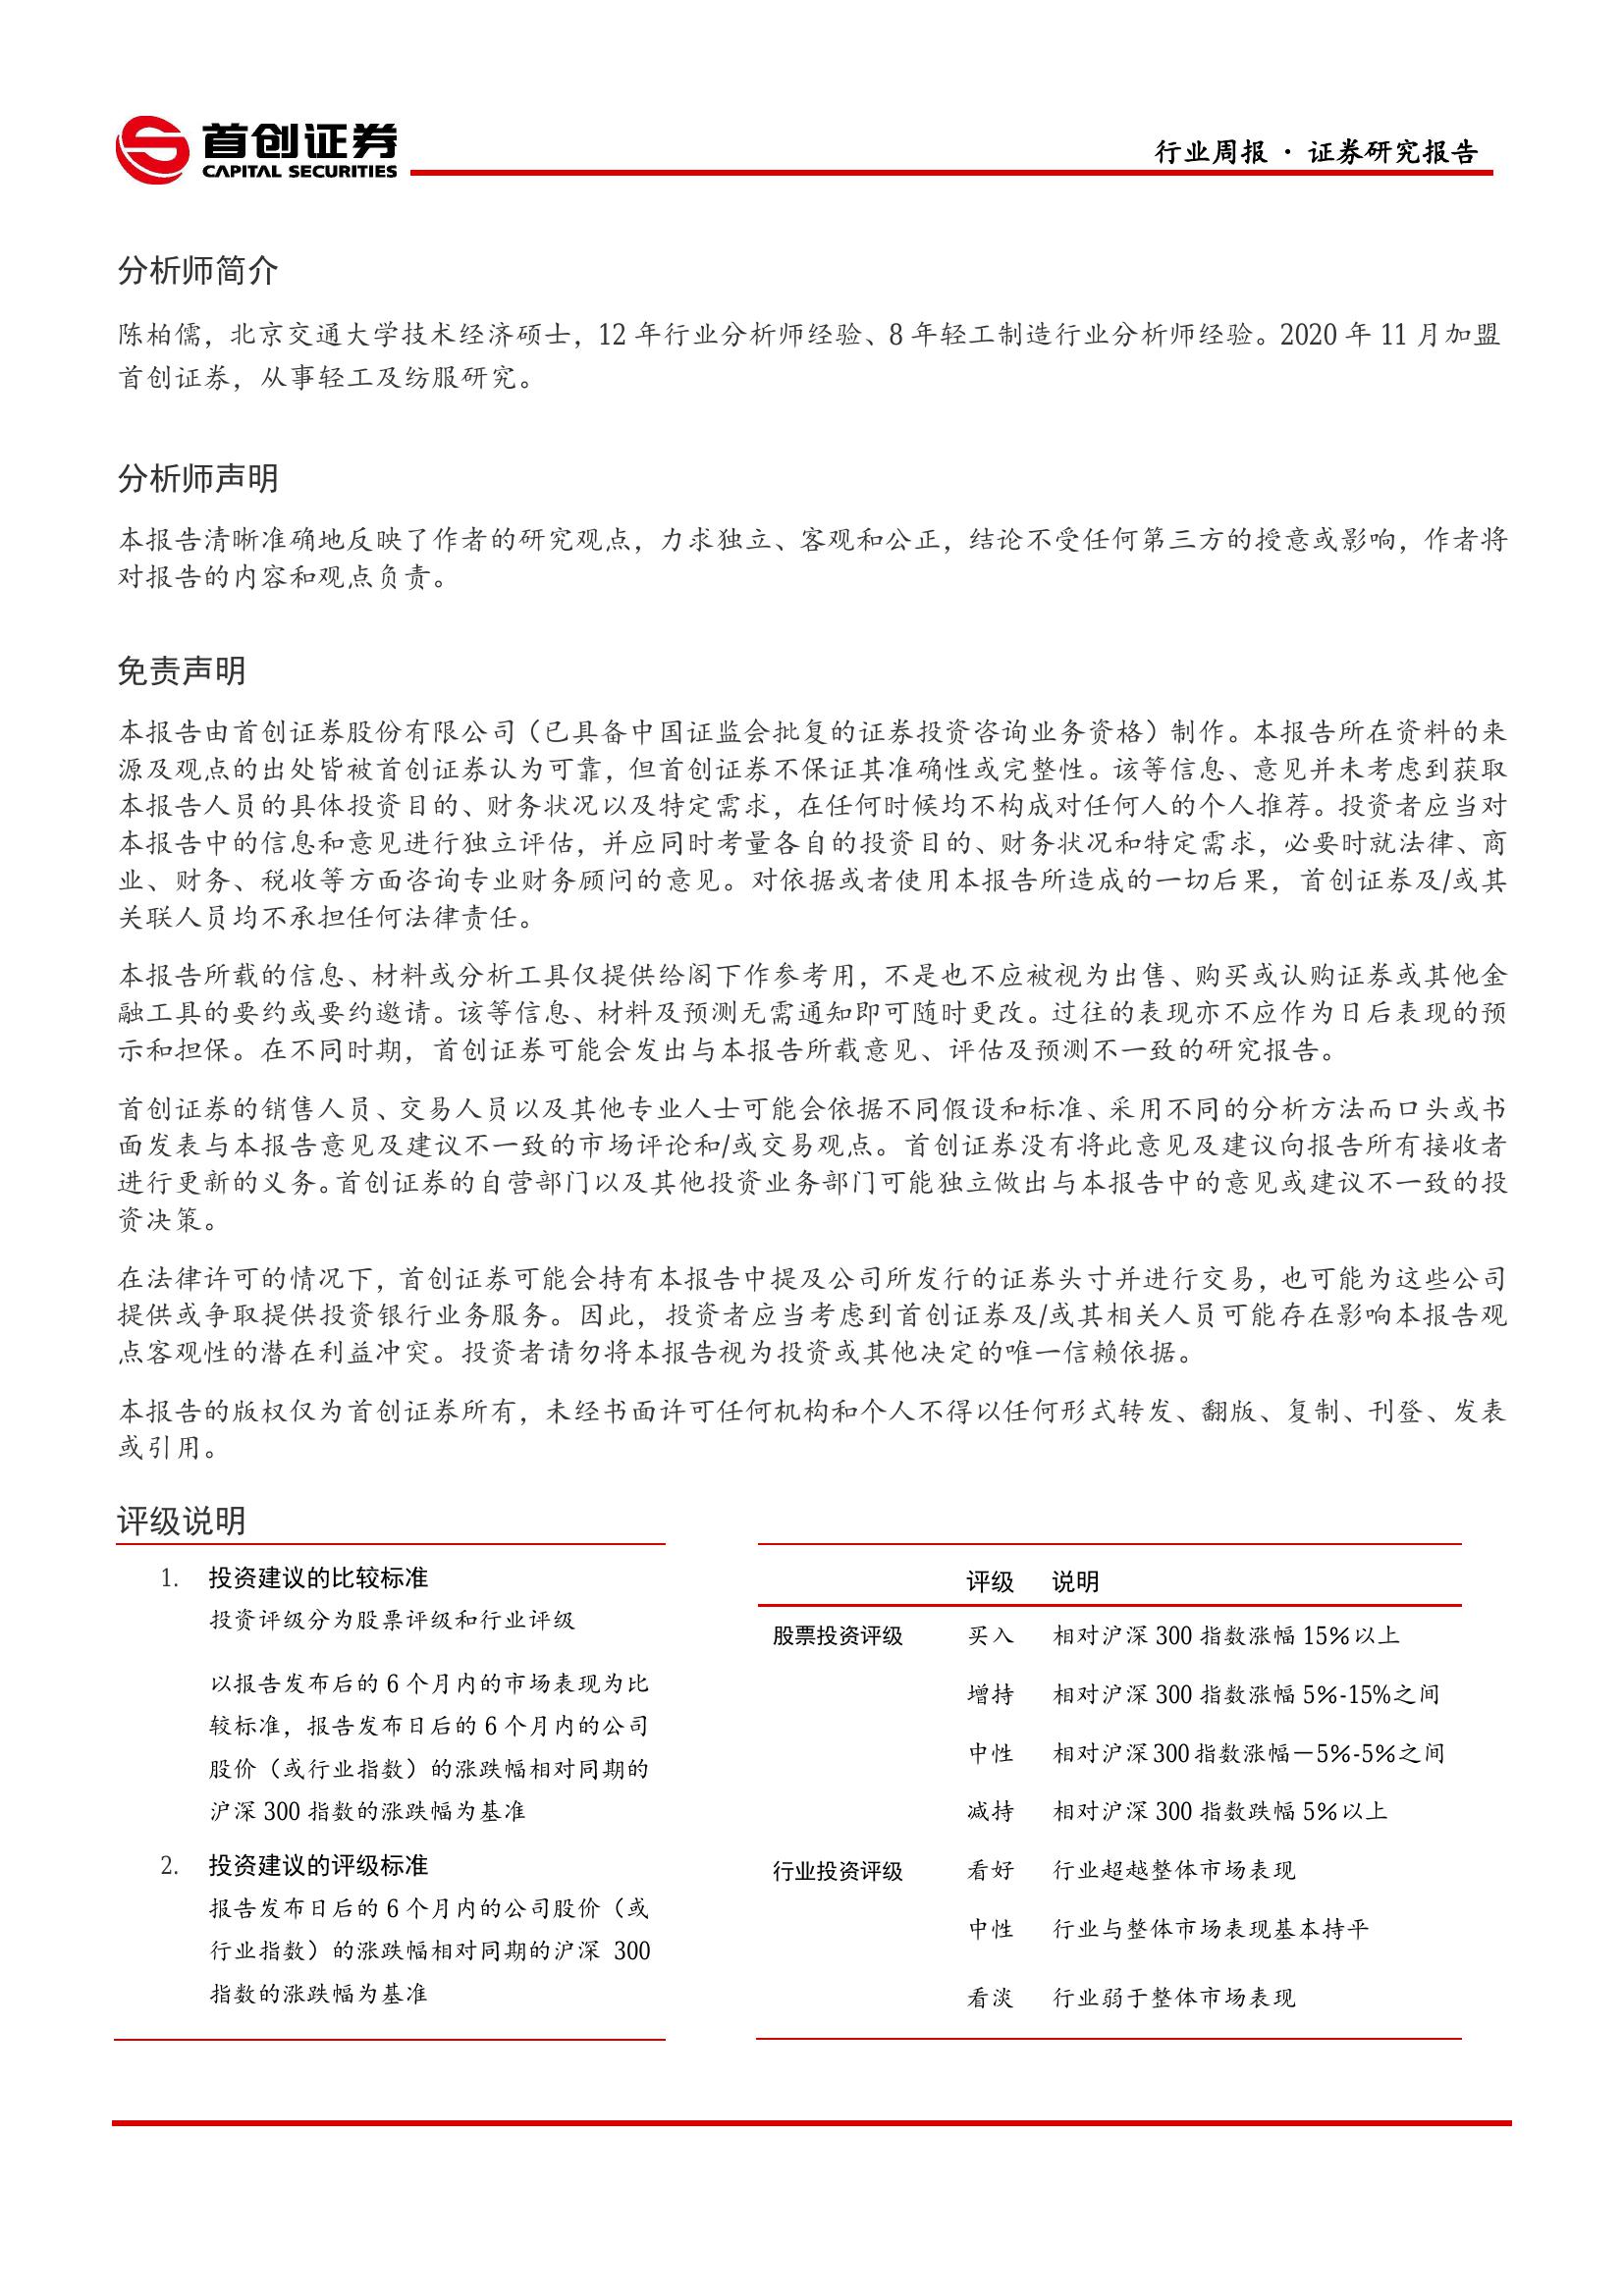 首创证券
CAPITAL SECURITIES
行业周报 · 证券研究报告
分析师简介
陈柏儒，北京交通大学技术经济硕士，12 年行业分析师经验、8 年轻工制造行业分析师经验。2020 年 11 月加盟
首创证券，从事轻工及纺服研究。
分析师声明
本报告清晰准确地反映了作者的研究观点，力求独立、客观和公正，结论不受任何第三方的授意或影响，作者将
对报告的内容和观点负责。
免责声明
本报告由首创证券股份有限公司（已具备中国证监会批复的证券投资咨询业务资格）制作。本报告所在资料的来
源及观点的出处皆被首创证券认为可靠，但首创证券不保证其准确性或完整性。该等信息、意见并未考虑到获取
本报告人员的具体投资目的、财务状况以及特定需求，在任何时候均不构成对任何人的个人推荐。投资者应当对
本报告中的信息和意见进行独立评估，并应同时考量各自的投资目的、财务状况和特定需求，必要时就法律、商
业、财务、税收等方面咨询专业财务顾问的意见。对依据或者使用本报告所造成的一切后果，首创证券及/或其
关联人员均不承担任何法律责任。
本报告所载的信息、材料或分析工具仅提供给阁下作参考用，不是也不应被视为出售、购买或认购证券或其他金
融工具的要约或要约邀请。该等信息、材料及预测无需通知即可随时更改。过往的表现亦不应作为日后表现的预
示和担保。在不同时期，首创证券可能会发出与本报告所载意见、评估及预测不一致的研究报告。
首创证券的销售人员、交易人员以及其他专业人士可能会依据不同假设和标准、采用不同的分析方法而口头或书
面发表与本报告意见及建议不一致的市场评论和/或交易观点。首创证券没有将此意见及建议向报告所有接收者
进行更新的义务。首创证券的自营部门以及其他投资业务部门可能独立做出与本报告中的意见或建议不一致的投
资决策。
在法律许可的情况下，首创证券可能会持有本报告中提及公司所发行的证券头寸并进行交易，也可能为这些公司
提供或争取提供投资银行业务服务。因此，投资者应当考虑到首创证券及/或其相关人员可能存在影响本报告观
点客观性的潜在利益冲突。投资者请勿将本报告视为投资或其他决定的唯一信赖依据。
本报告的版权仅为首创证券所有，未经书面许可任何机构和个人不得以任何形式转发、翻版、复制、刊登、发表
或引用。
评级说明
1. 投资建议的比较标准
投资评级分为股票评级和行业评级
以报告发布后的 6 个月内的市场表现为比
较标准，报告发布日后的 6 个月内的公司
股价（或行业指数）的涨跌幅相对同期的
沪深 300 指数的涨跌幅为基准
2. 投资建议的评级标准
报告发布日后的 6 个月内的公司股价（或
行业指数）的涨跌幅相对同期的沪深 300
指数的涨跌幅为基准
评级 说明
股票投资评级 买入 相对沪深 300 指数涨幅 15％以上
增持 相对沪深 300 指数涨幅 5％-15％之间
中性 相对沪深 300 指数涨幅－5％-5％之间
减持 相对沪深 300 指数跌幅 5％以上
行业投资评级 看好 行业超越整体市场表现
中性 行业与整体市场表现基本持平
看淡 行业弱于整体市场表现